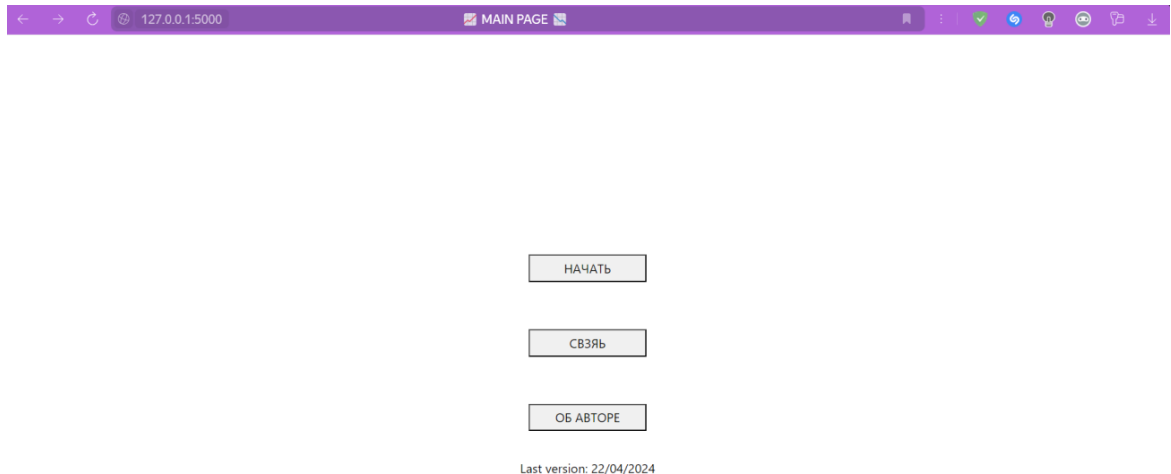 127.0.0.1:5000 MAIN PAGE
НАЧАТЬ
СВЗЯЬ
ОБ АВТОРЕ
Last version: 22/04/2024